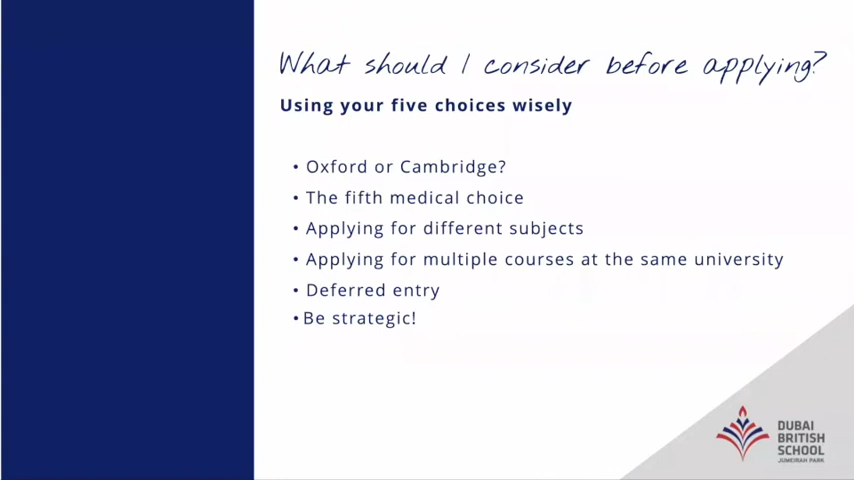 What should I consider before applying?
Using your five choices wisely
• Oxford or Cambridge?
• The fifth medical choice
• Applying for different subjects
• Applying for multiple courses at the same university
• Deferred entry
• Be strategic!
DUBAI
BRITISH
SCHOOL
JUMEIRAH PARK